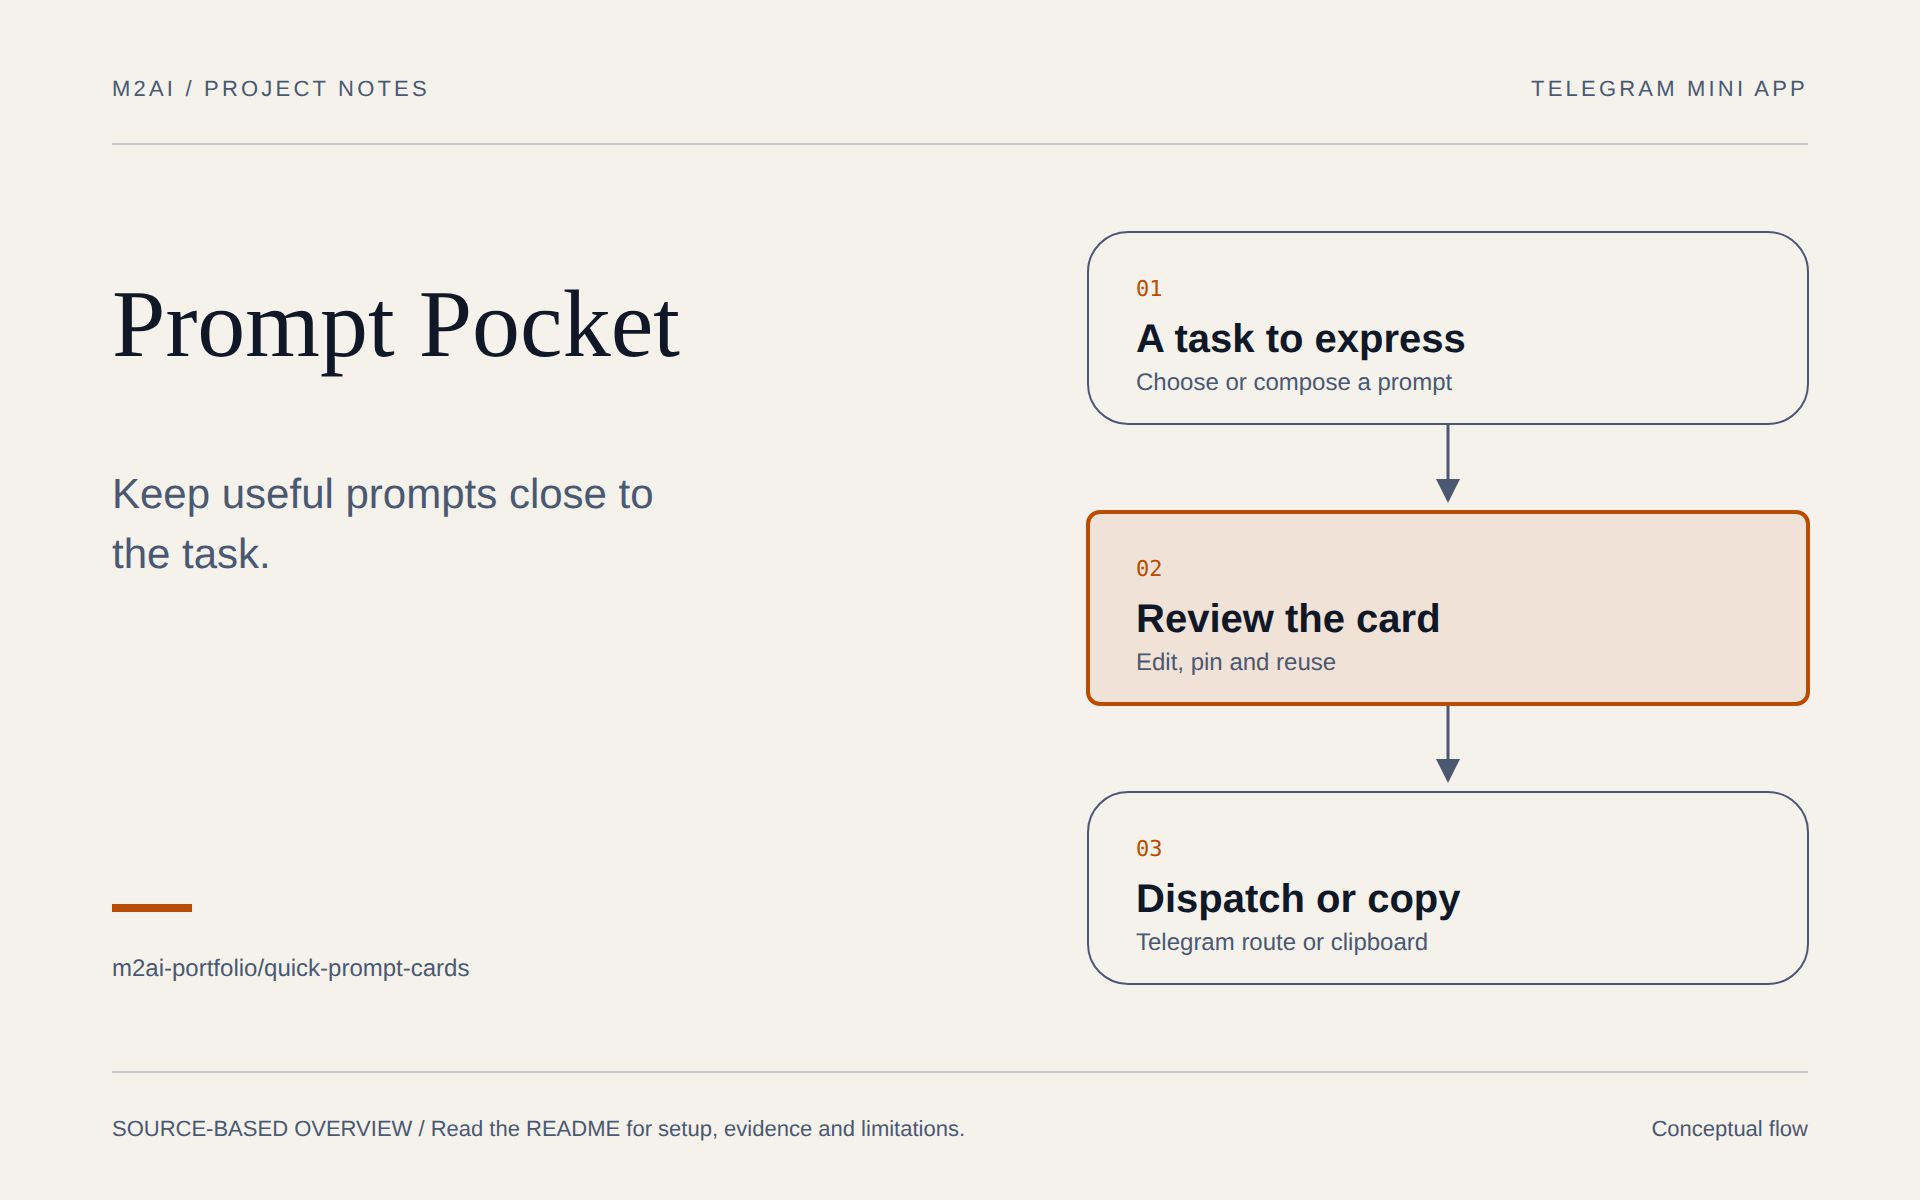 M2AI / PROJECT NOTES
TELEGRAM MINI APP
Prompt Pocket
Keep useful prompts close to
the task.
m2ai-portfolio/quick-prompt-cards
01
A task to express
Choose or compose a prompt
02
Review the card
Edit, pin and reuse
03
Dispatch or copy
Telegram route or clipboard
SOURCE-BASED OVERVIEW / Read the README for setup, evidence and limitations.
Conceptual flow